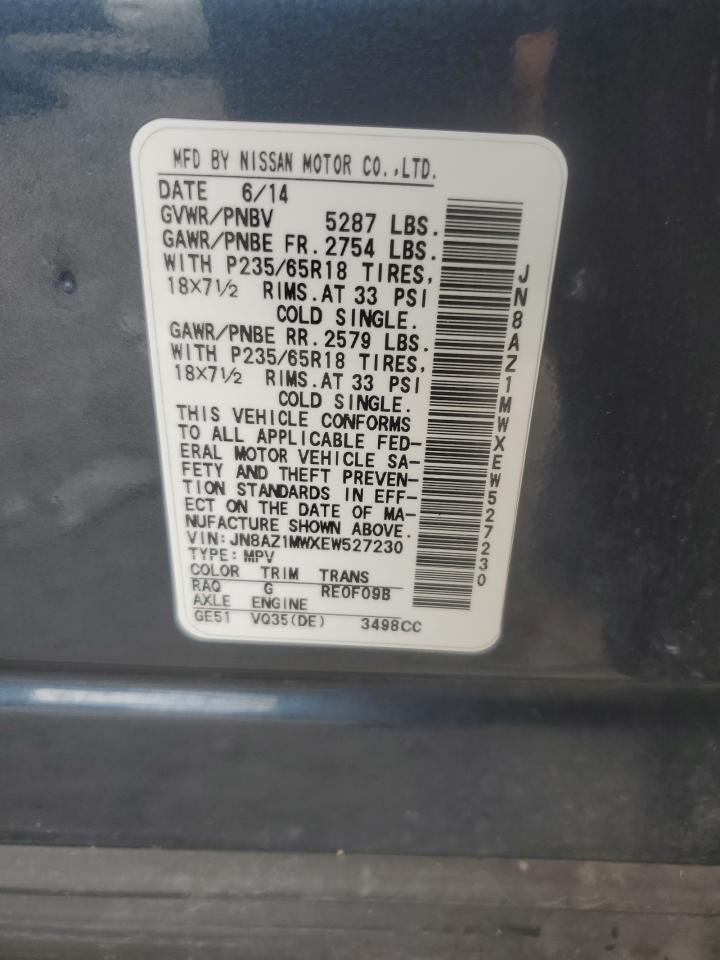 MFD BY NISSAN MOTOR CO.,LTD.
DATE 6/14
GVWR/PNBV 5287 LBS.
GAWR/PNBE FR.2754 LBS.
WITH P235/65R18 TIRES,
18×7½ RIMS.AT 33 PSI
COLD SINGLE.
GAWR/PNBE RR.2579 LBS.
WITH P235/65R18 TIRES,
18×7½ RIMS.AT 33 PSI
COLD SINGLE.
THIS VEHICLE CONFORMS
TO ALL APPLICABLE FED-
ERAL MOTOR VEHICLE SA-
FETY AND THEFT PREVEN-
TION STANDARDS IN EFF-
ECT ON THE DATE OF MA-
NUFACTURE SHOWN ABOVE.
VIN:JN8AZ1MWXEW527230
TYPE:MPV
COLOR TRIM TRANS
RAQ G RE0F09B
AXLE ENGINE
GE51 VQ35(DE) 3498CC
JN8AZ1MWXEW527230